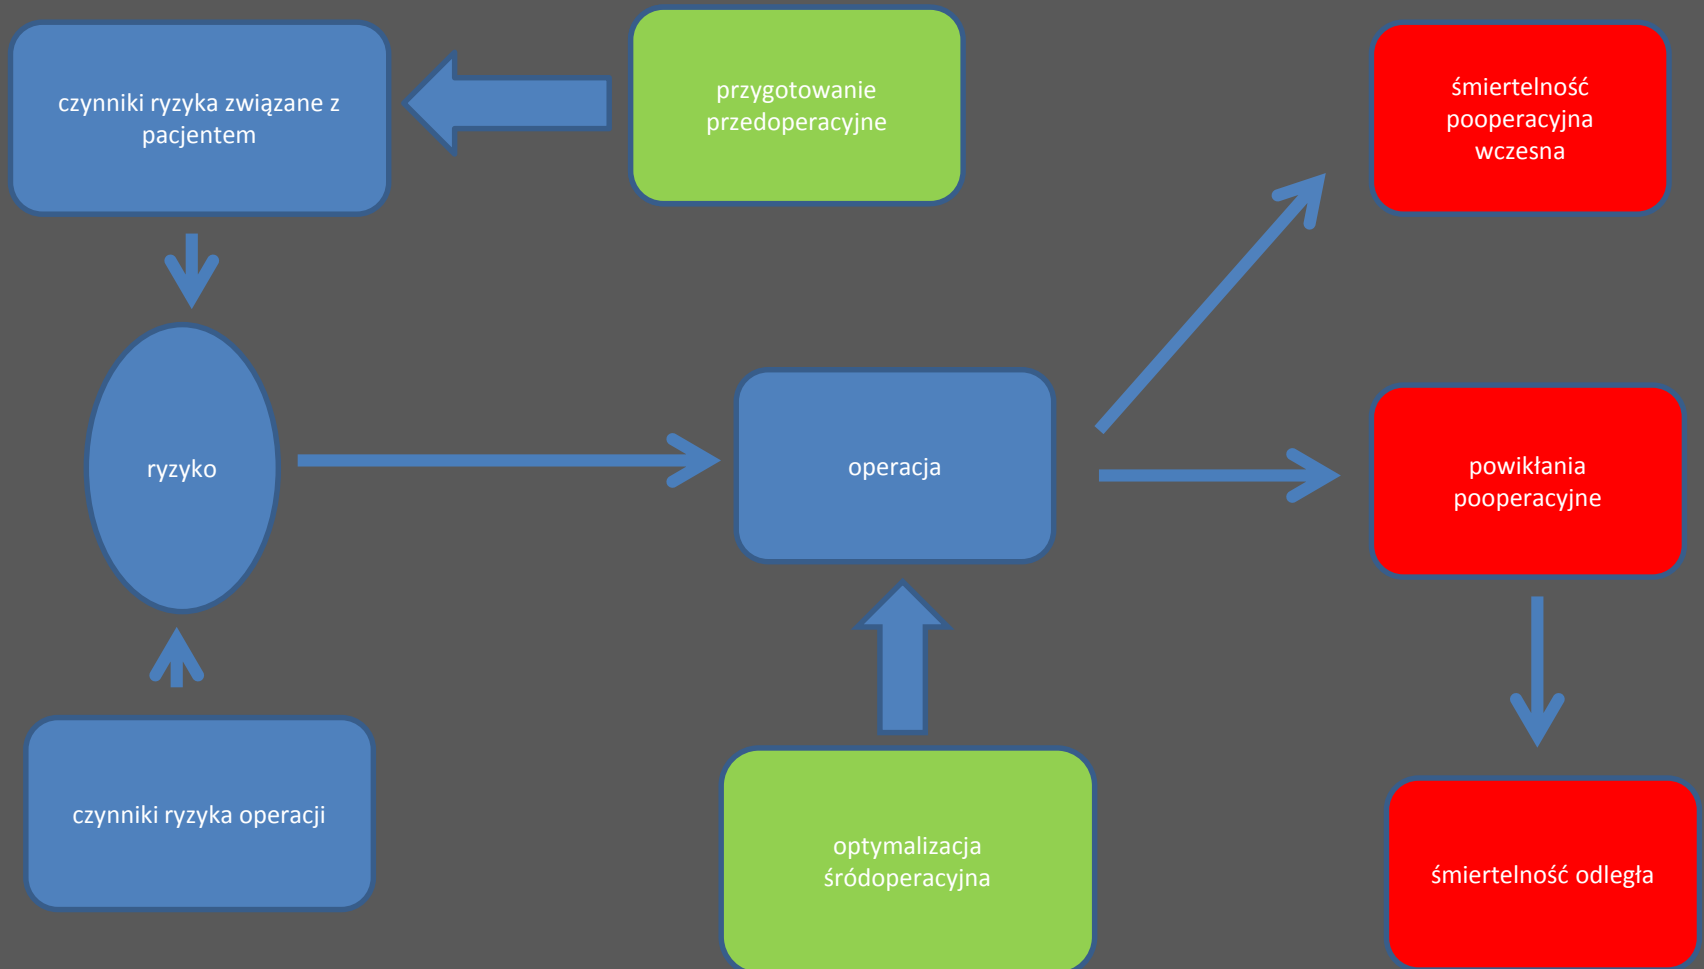 czynniki ryzyka związane z
pacjentem
przygotowanie
przedoperacyjne
śmiertelność
pooperacyjna
wczesna
ryzyko
operacja
powikłania
pooperacyjne
czynniki ryzyka operacji
optymalizacja
śródoperacyjna
śmiertelność odległa